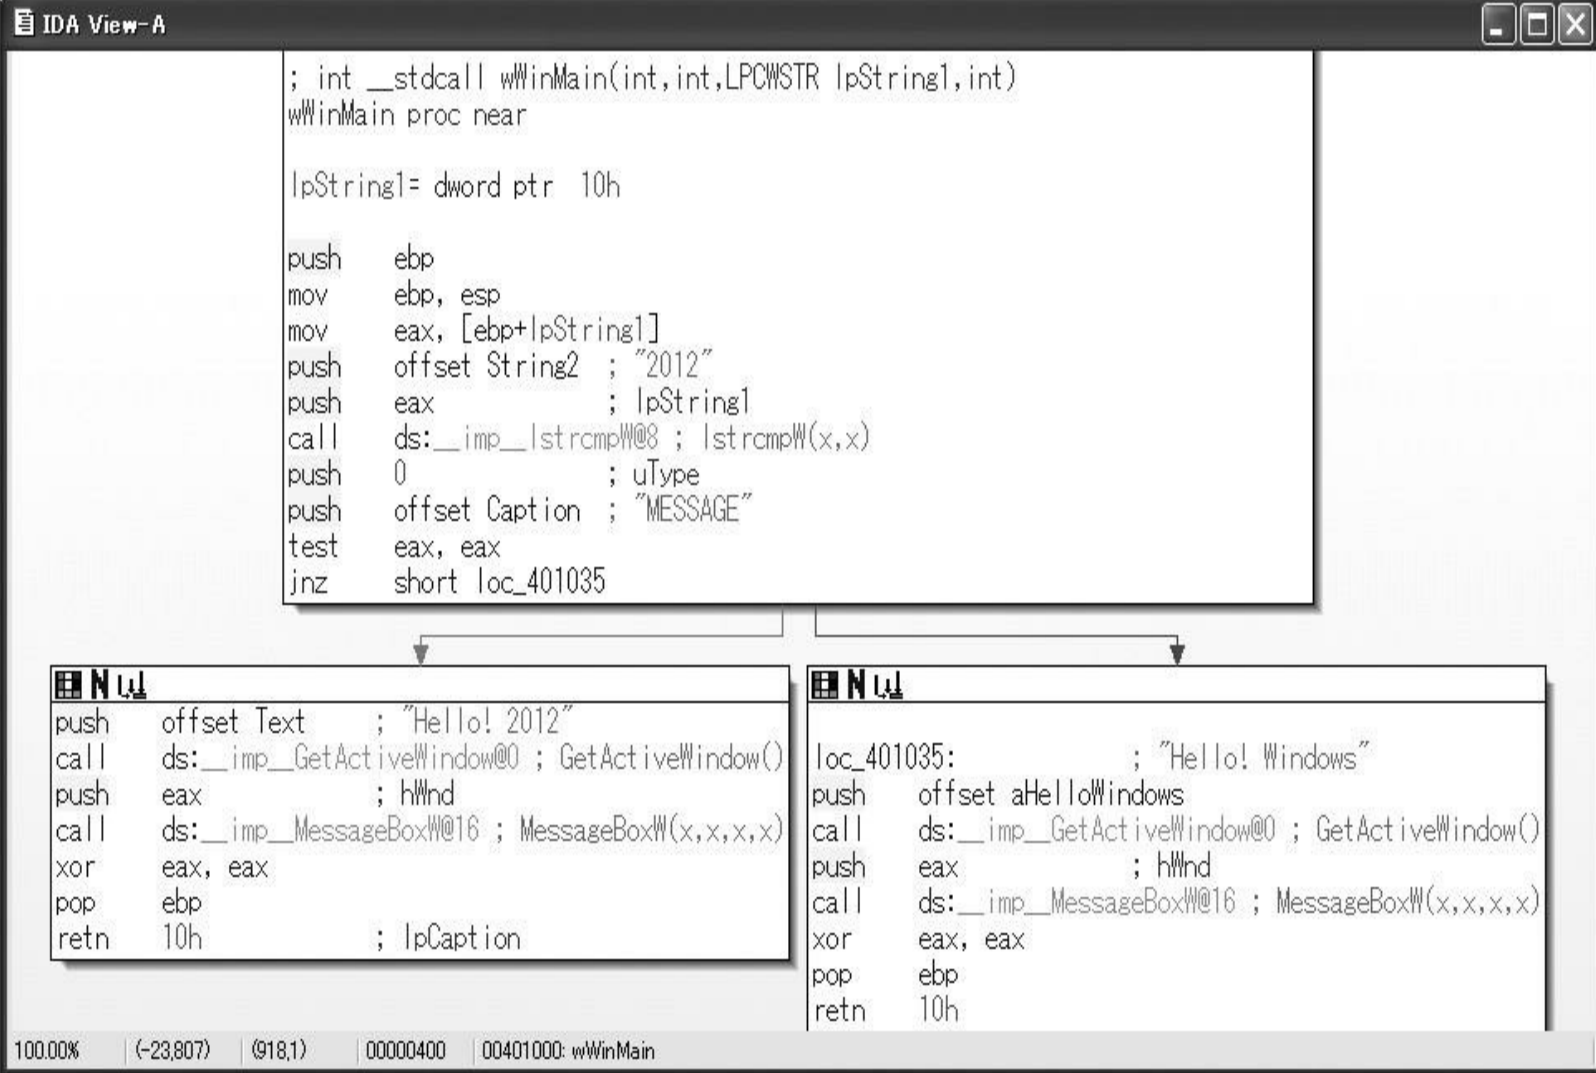 IDA View-A
; int __stdcall wWinMain(int,int,LPCWSTR lpString1,int)
wWinMain proc near
lpString1= dword ptr  10h
push    ebp
mov     ebp, esp
mov     eax, [ebp+lpString1]
push    offset String2  ; "2012"
push    eax             ; lpString1
call    ds:__imp__lstrcmpW@8 ; lstrcmpW(x,x)
push    0               ; uType
push    offset Caption  ; "MESSAGE"
test    eax, eax
jnz     short loc_401035
push    offset Text     ; "Hello! 2012"
call    ds:__imp__GetActiveWindow@0 ; GetActiveWindow()
push    eax             ; hWnd
call    ds:__imp__MessageBoxW@16 ; MessageBoxW(x,x,x,x)
xor     eax, eax
pop     ebp
retn    10h             ; lpCaption
loc_401035:             ; "Hello! Windows"
push    offset aHelloWindows
call    ds:__imp__GetActiveWindow@0 ; GetActiveWindow()
push    eax             ; hWnd
call    ds:__imp__MessageBoxW@16 ; MessageBoxW(x,x,x,x)
xor     eax, eax
pop     ebp
retn    10h
100.00% (-23,807) (918,1) 00000400 00401000: wWinMain